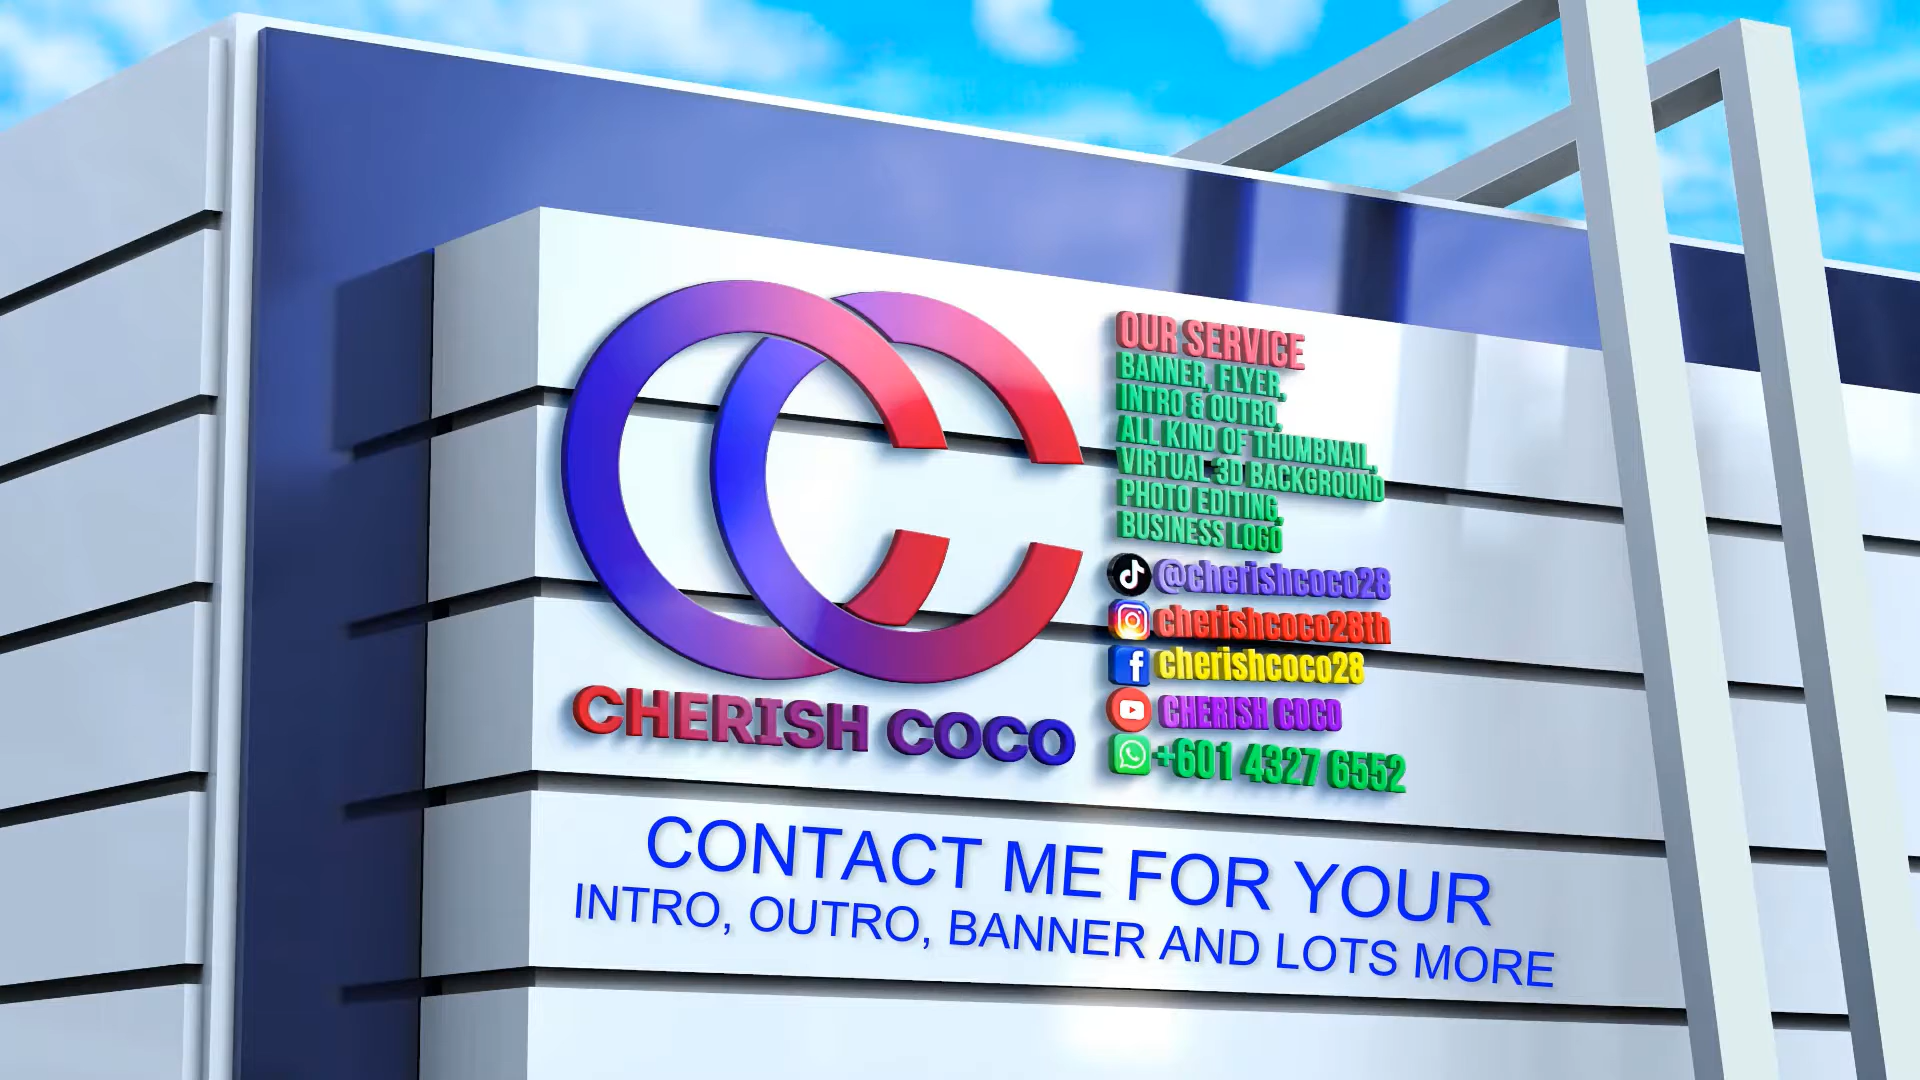 CHERISH COCO
OUR SERVICE
BANNER, FLYER,
INTRO & OUTRO,
ALL KIND OF THUMBNAIL,
VIRTUAL 3D BACKGROUND
PHOTO EDITING,
BUSINESS LOGO
@cherishcoco28
cherishcoco28th
cherishcoco28
CHERISH COCO
+601 4327 6552
CONTACT ME FOR YOUR
INTRO, OUTRO, BANNER AND LOTS MORE